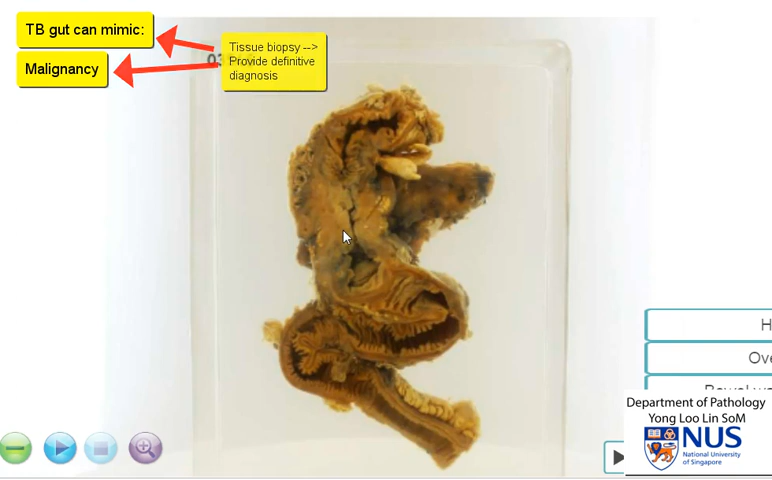 TB gut can mimic:
Malignancy
Tissue biopsy -->
Provide definitive
diagnosis
H
Ove
Department of Pathology
Yong Loo Lin SoM
NUS
National University
of Singapore